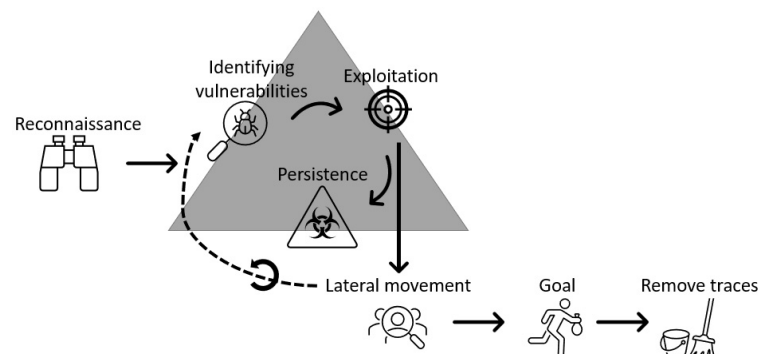 Identifying
vulnerabilities
Exploitation
Reconnaissance
Persistence
Lateral movement
Goal
Remove traces